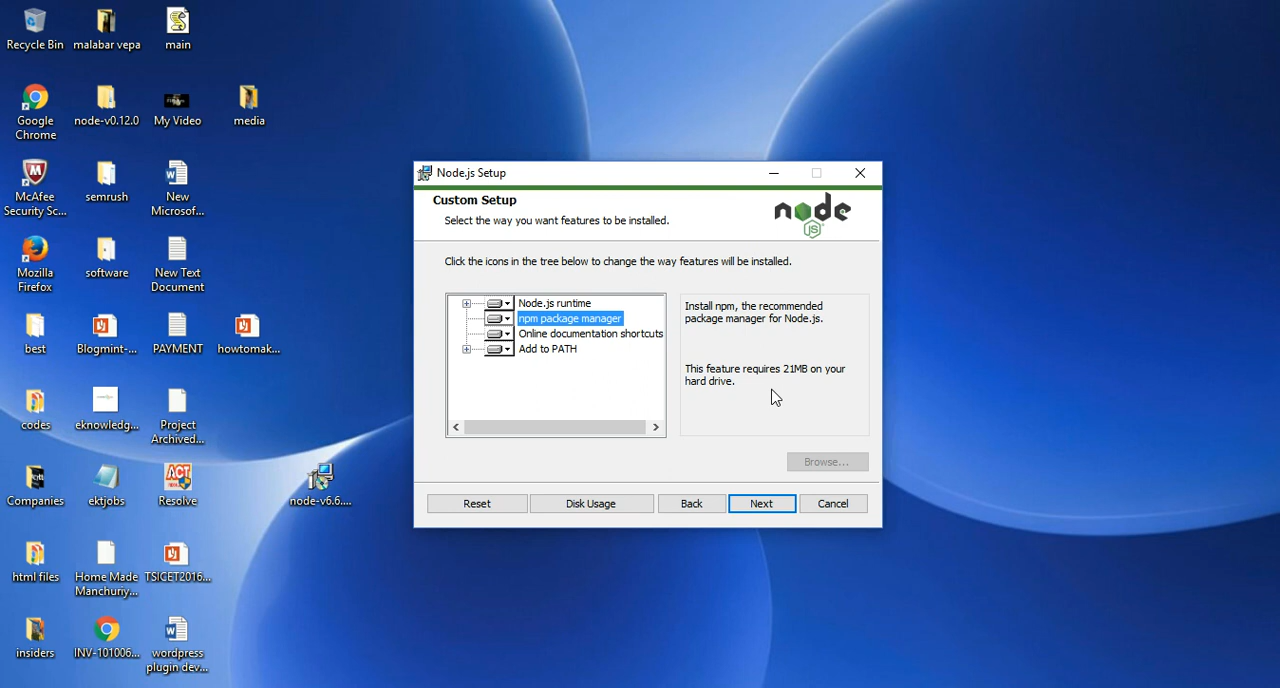 Recycle Bin
malabar vepa
main
Google
Chrome
node-v0.12.0
My Video
media
McAfee
Security Sc...
semrush
New
Microsof...
Mozilla
Firefox
software
New Text
Document
best
Blogmint-...
PAYMENT
howtomak...
codes
eknowledg...
Project
Archived...
Companies
ektjobs
ACT
Resolve
node-v6.6....
html files
Home Made
Manchuriy...
TSICET2016...
insiders
INV-101006...
wordpress
plugin dev...
Node.js Setup
Custom Setup
Select the way you want features to be installed.
node
JS
Click the icons in the tree below to change the way features will be installed.
Node.js runtime
npm package manager
Online documentation shortcuts
Add to PATH
Install npm, the recommended
package manager for Node.js.
This feature requires 21MB on your
hard drive.
Browse...
Reset
Disk Usage
Back
Next
Cancel